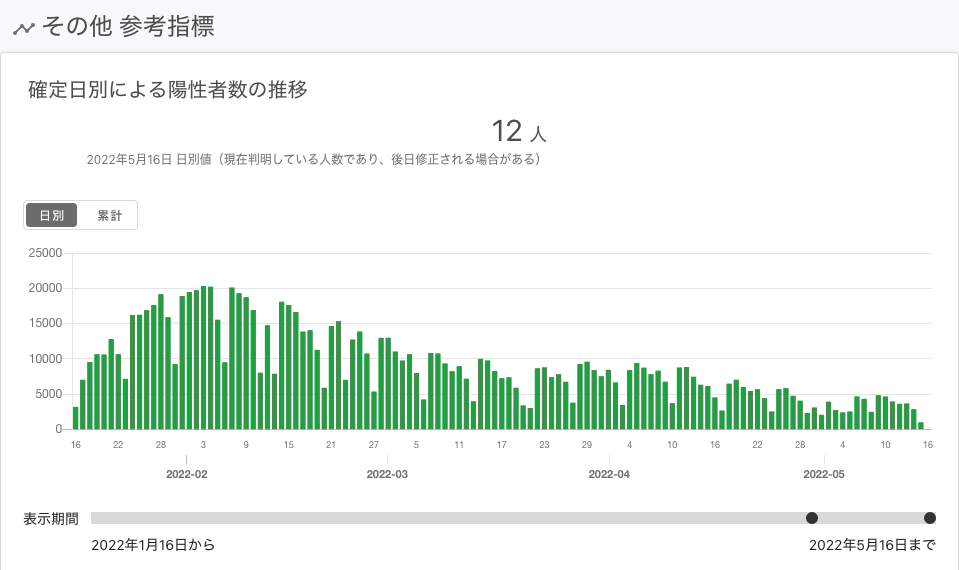 その他 参考指標
確定日別による陽性者数の推移
12 人
2022年5月16日 日別値（現在判明している人数であり、後日修正される場合がある）
日別 累計
25000
20000
15000
10000
5000
0
16 22 28 3 9 15 21 27 5 11 17 23 29 4 10 16 22 28 4 10 16
2022-02 2022-03 2022-04 2022-05
表示期間
2022年1月16日から 2022年5月16日まで